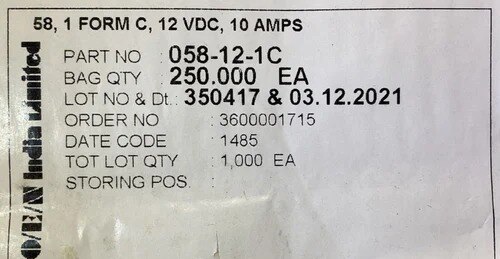 58, 1 FORM C, 12 VDC, 10 AMPS
O/E/N India Limited
PART NO : 058-12-1C
BAG QTY : 250.000 EA
LOT NO & Dt.: 350417 & 03.12.2021
ORDER NO : 3600001715
DATE CODE : 1485
TOT LOT QTY : 1,000 EA
STORING POS. :